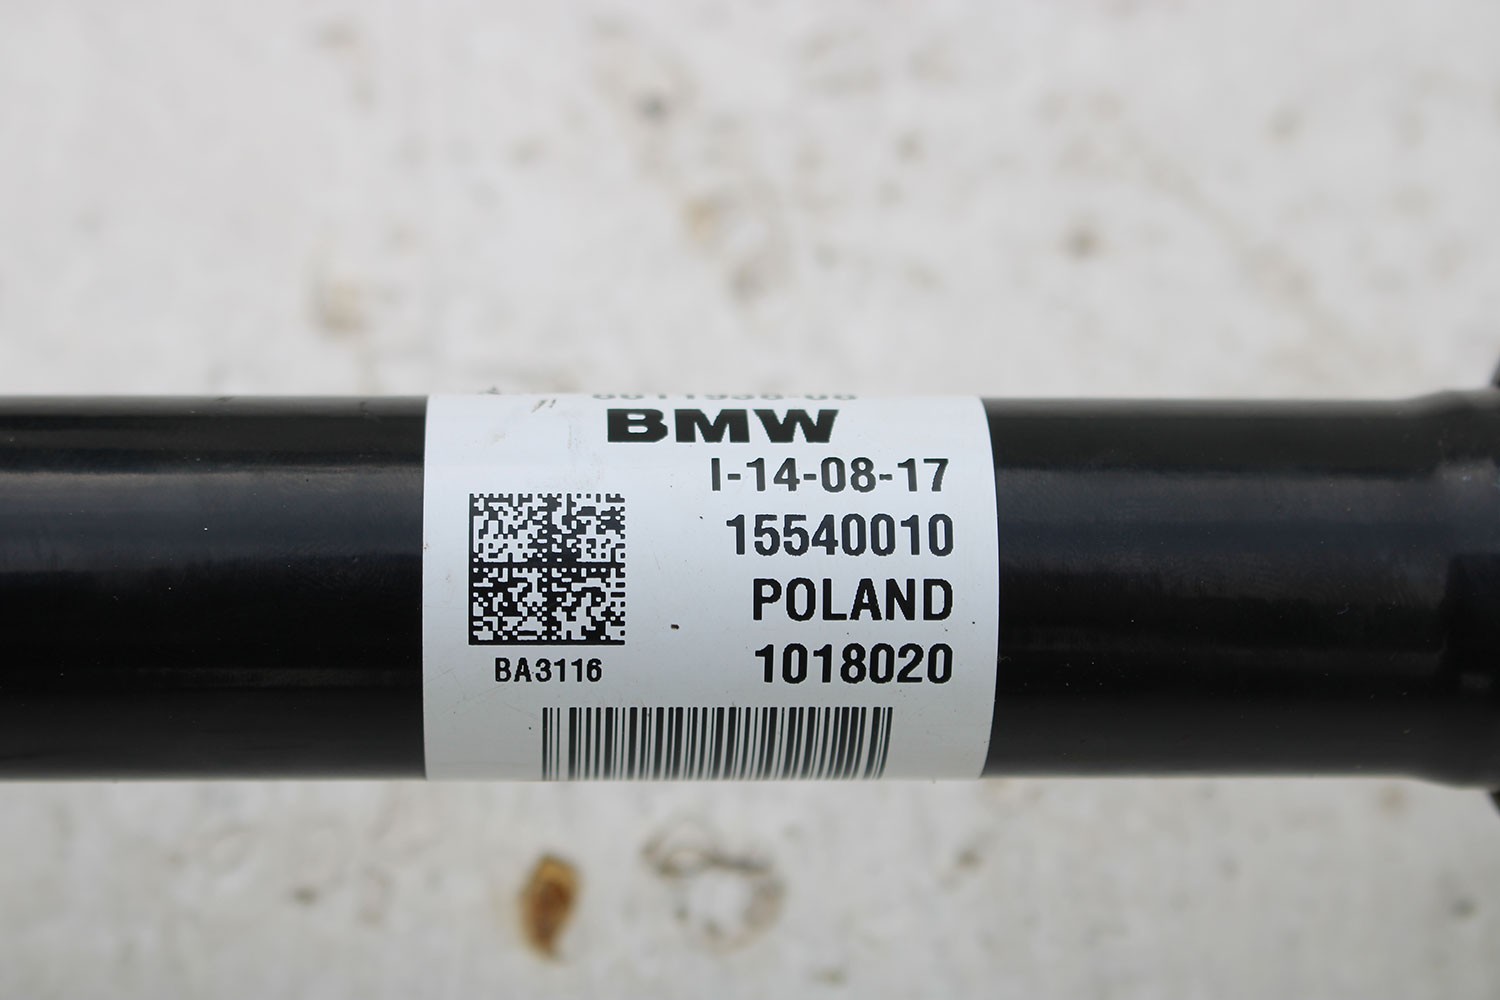 BMW
I-14-08-17
15540010
POLAND
1018020
BA3116